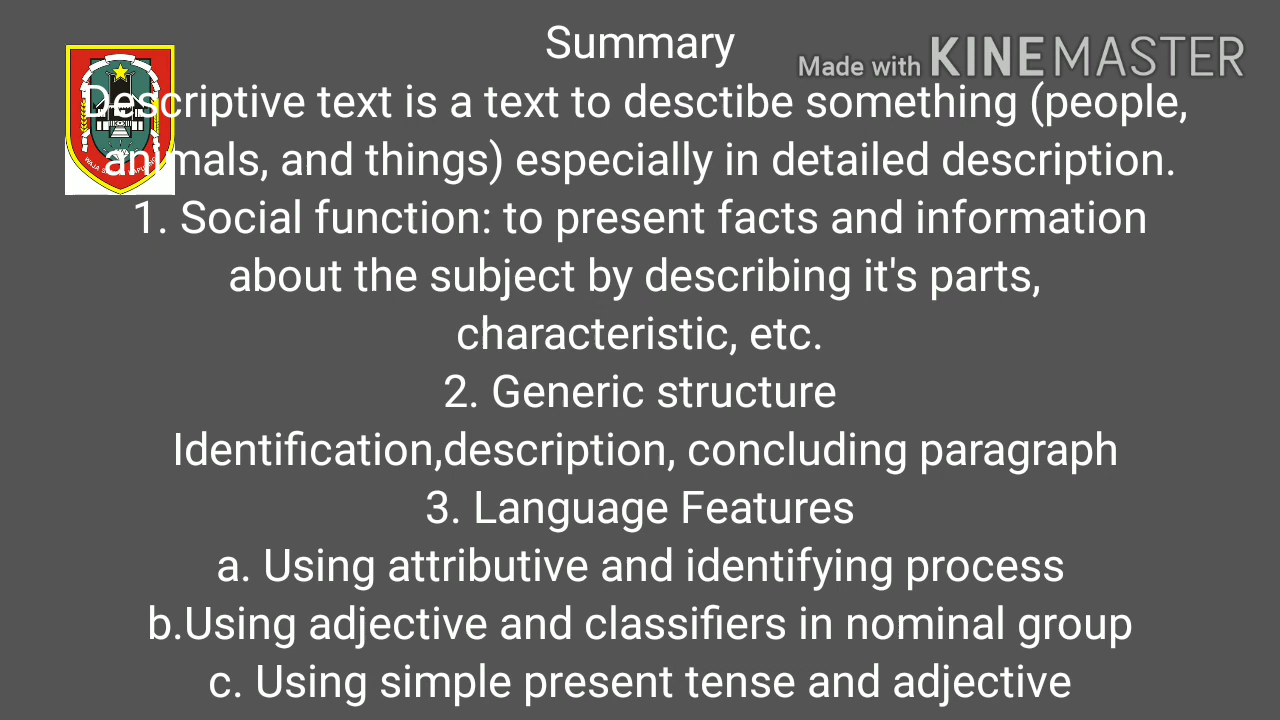 Summary
Made with KINEMASTER
Descriptive text is a text to desctibe something (people,
animals, and things) especially in detailed description.
1. Social function: to present facts and information
about the subject by describing it's parts,
characteristic, etc.
2. Generic structure
Identification,description, concluding paragraph
3. Language Features
a. Using attributive and identifying process
b.Using adjective and classifiers in nominal group
c. Using simple present tense and adjective